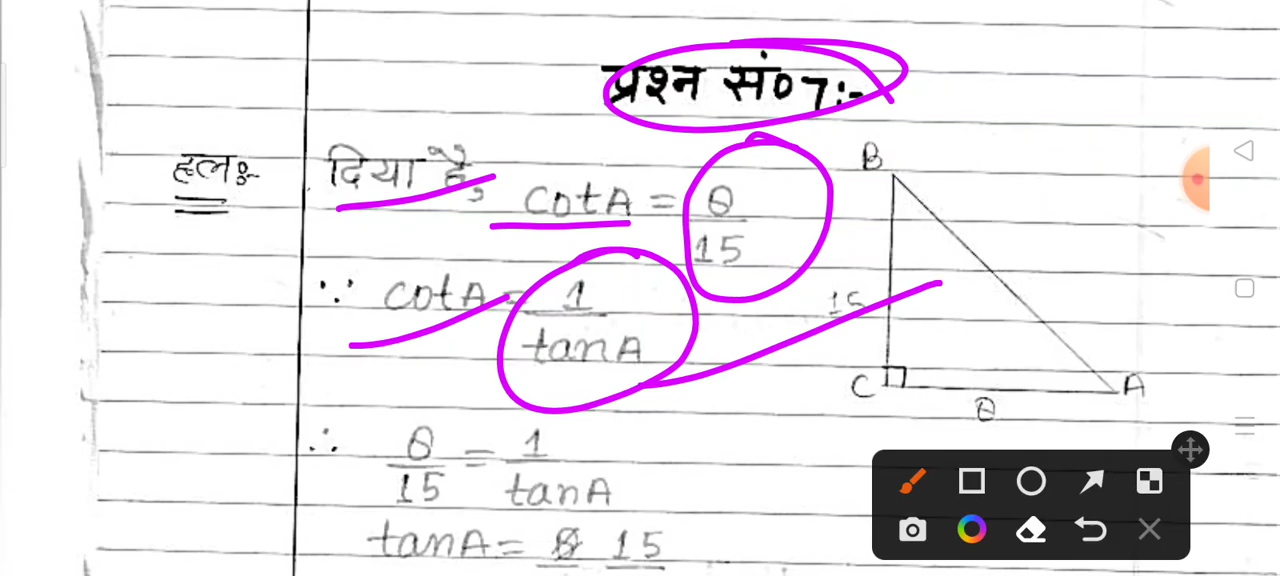 प्रश्न सं० 7:-
हल:- दिया है, cotA = 8/15
∵ cotA = 1/tanA
∴ 8/15 = 1/tanA
tanA = 15
B
15
C
8
A